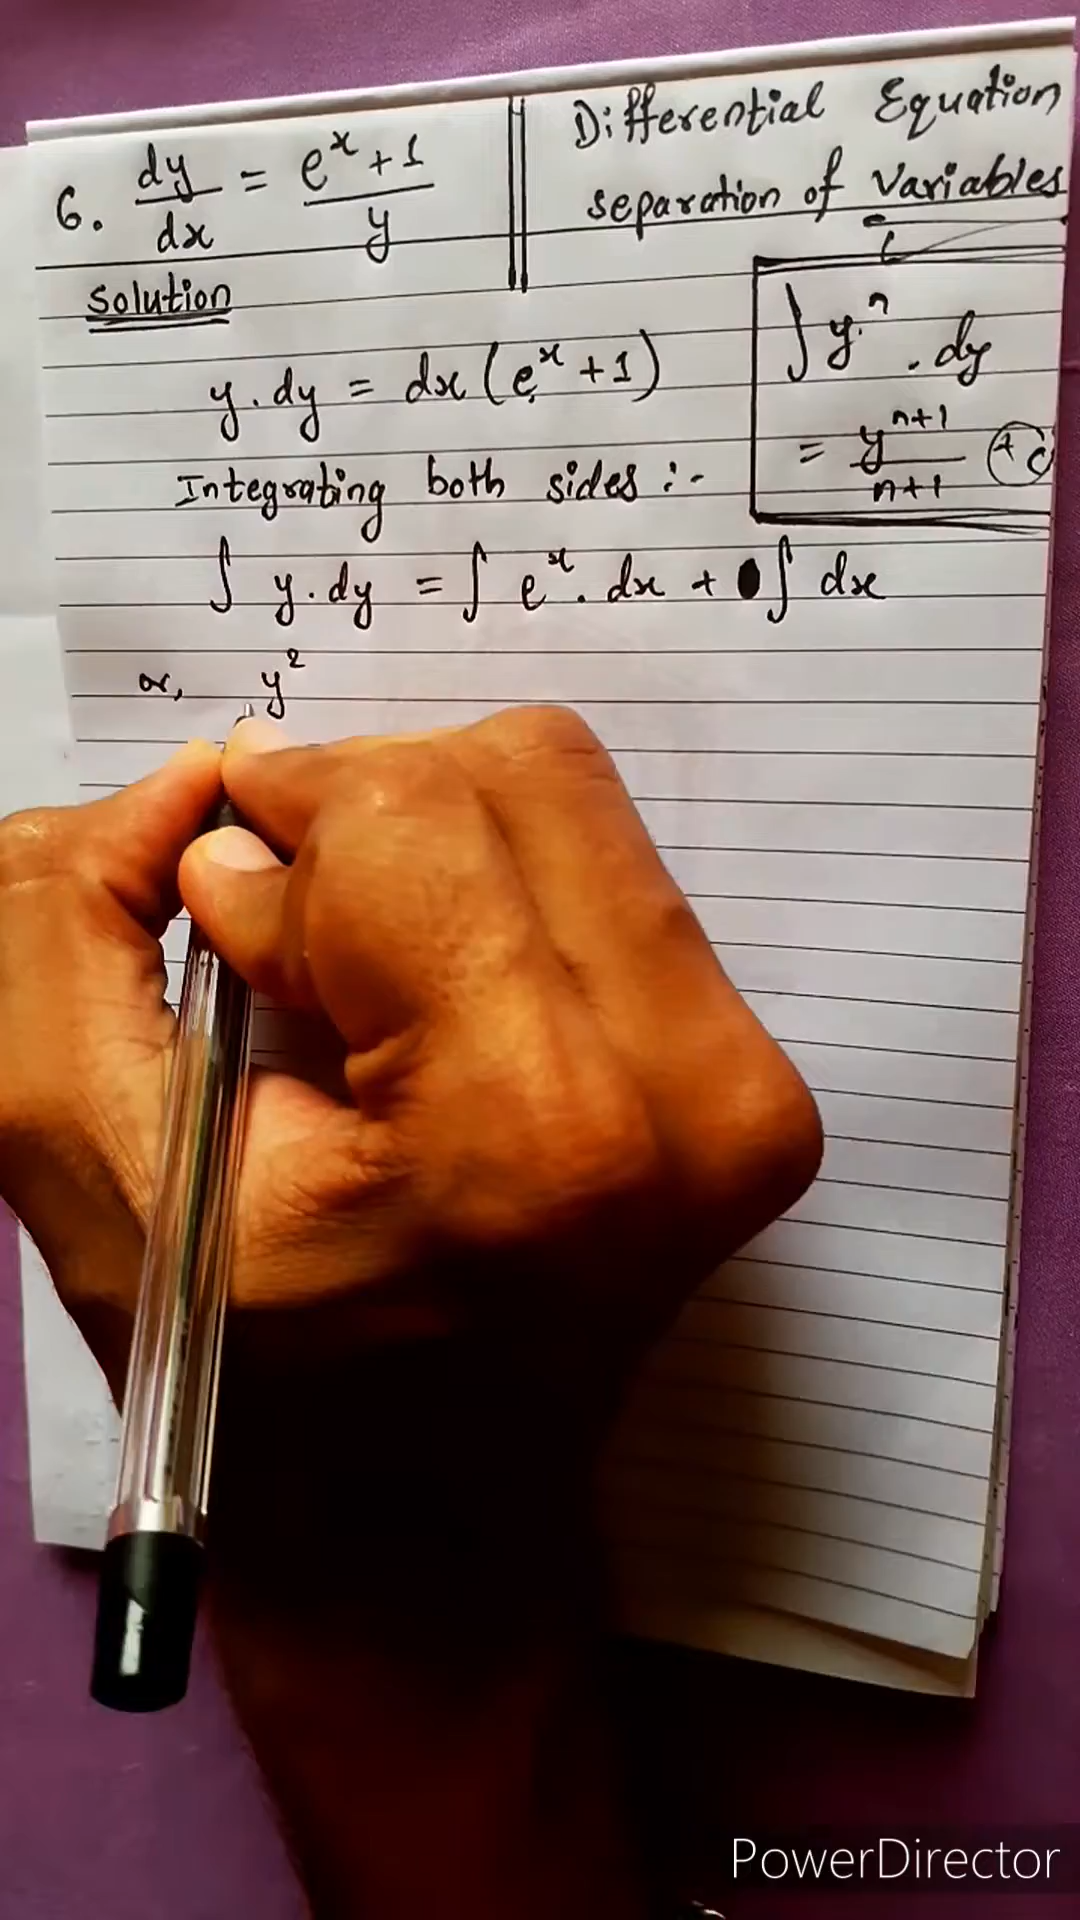 6. dy/dx = (e^x + 1)/y
Differential Equation
separation of variables
Solution
y . dy = dx (e^x + 1)
∫ y^n . dy
= y^(n+1)/(n+1) + c
Integrating both sides :-
∫ y . dy = ∫ e^x . dx + ∫ dx
or, y^2
PowerDirector